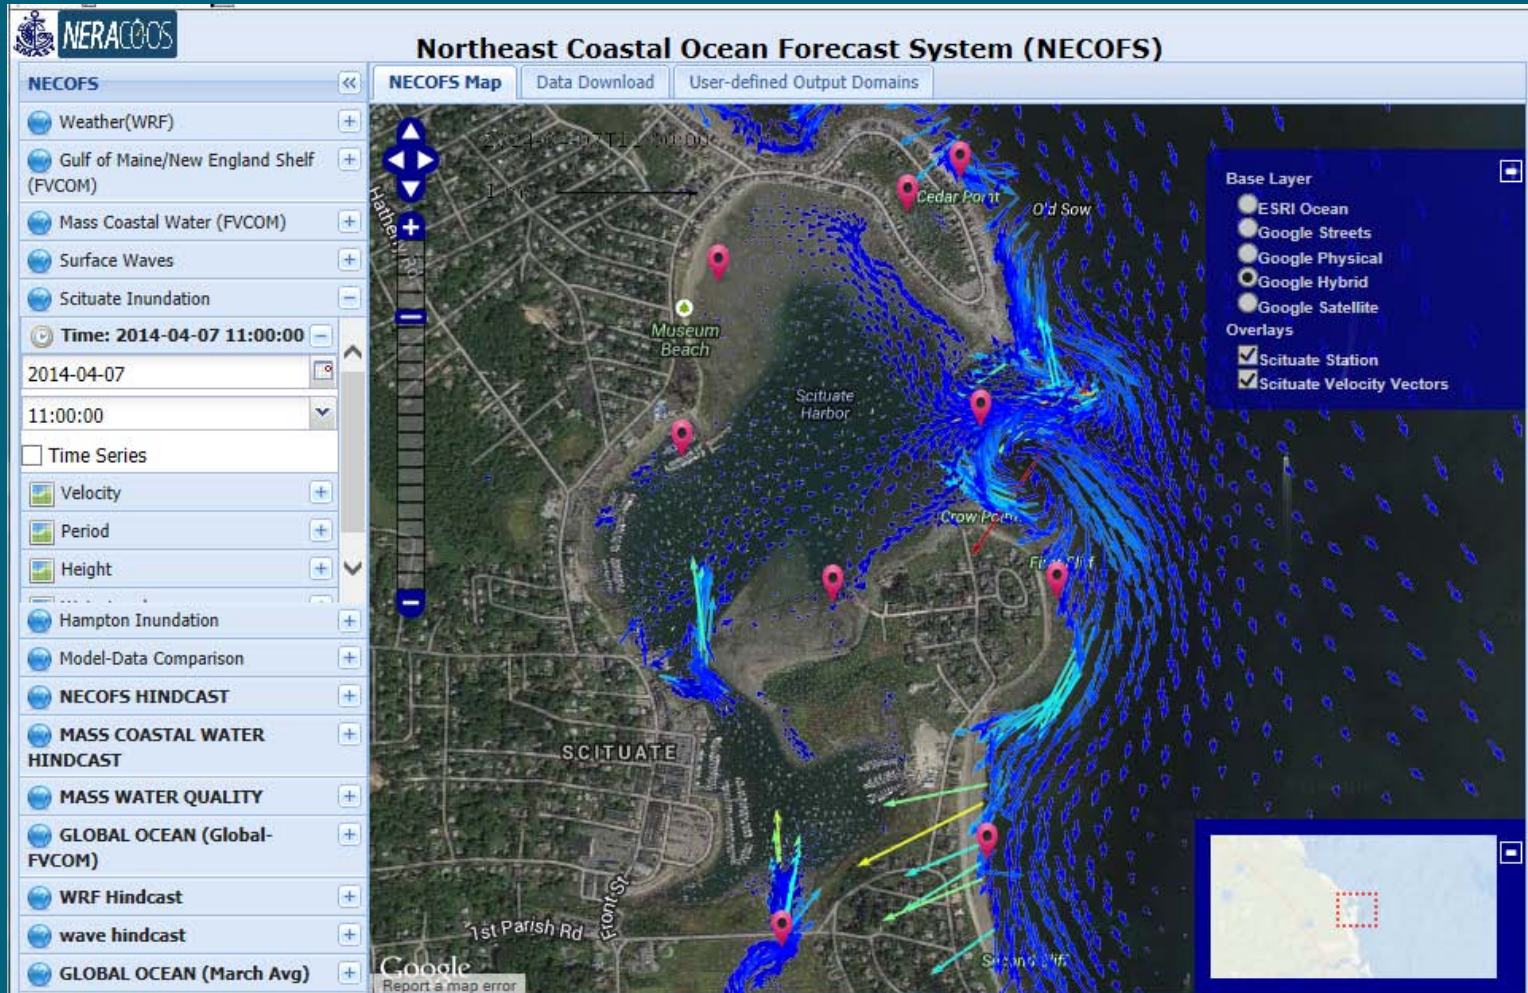 NERACOOS
Northeast Coastal Ocean Forecast System (NECOFS)
NECOFS
Weather(WRF)
Gulf of Maine/New England Shelf
(FVCOM)
Mass Coastal Water (FVCOM)
Surface Waves
Scituate Inundation
Time: 2014-04-07 11:00:00
2014-04-07
11:00:00
Time Series
Velocity
Period
Height
Hampton Inundation
Model-Data Comparison
NECOFS HINDCAST
MASS COASTAL WATER
HINDCAST
MASS WATER QUALITY
GLOBAL OCEAN (Global-
FVCOM)
WRF Hindcast
wave hindcast
GLOBAL OCEAN (March Avg)
NECOFS Map
Data Download
User-defined Output Domains
Cedar Point
Old Sow
Museum
Beach
Scituate
Harbor
Crow Point
First Cliff
SCITUATE
1st Parish Rd
Front St
Second Cliff
Google
Report a map error
Base Layer
ESRI Ocean
Google Streets
Google Physical
Google Hybrid
Google Satellite
Overlays
Scituate Station
Scituate Velocity Vectors